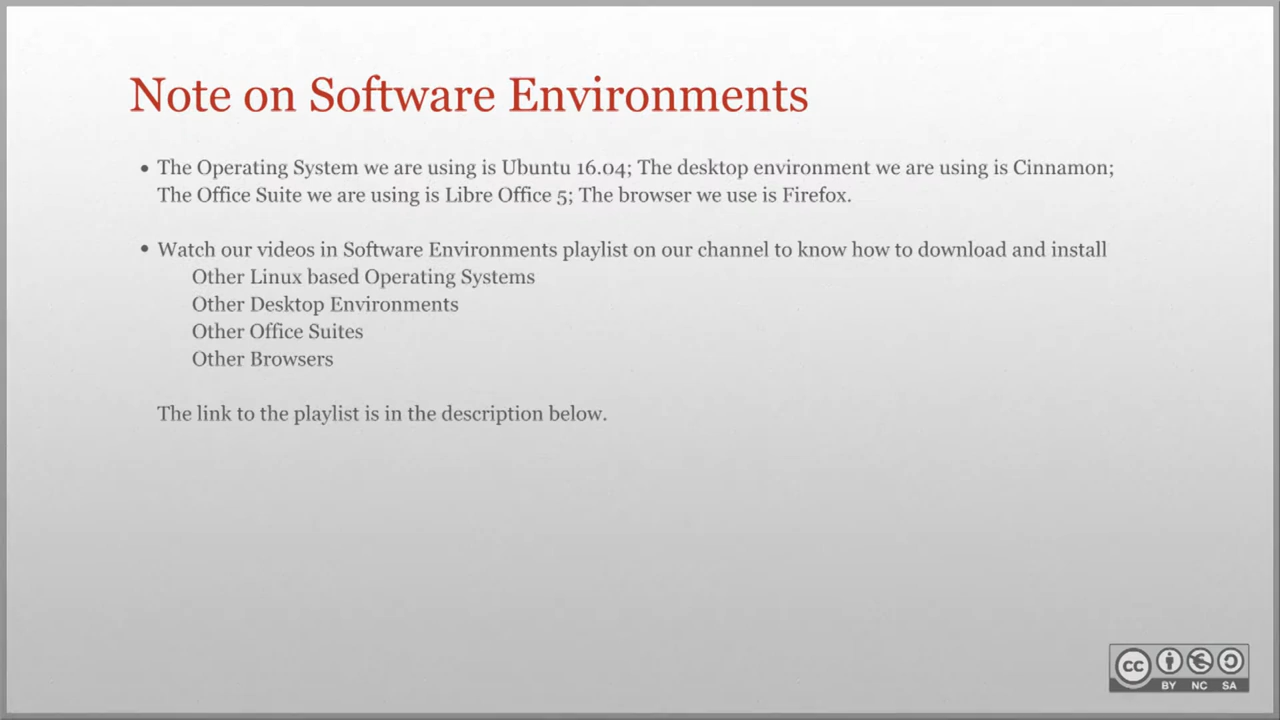 Note on Software Environments
• The Operating System we are using is Ubuntu 16.04; The desktop environment we are using is Cinnamon;
The Office Suite we are using is Libre Office 5; The browser we use is Firefox.
• Watch our videos in Software Environments playlist on our channel to know how to download and install
Other Linux based Operating Systems
Other Desktop Environments
Other Office Suites
Other Browsers
The link to the playlist is in the description below.
cc
BY NC SA